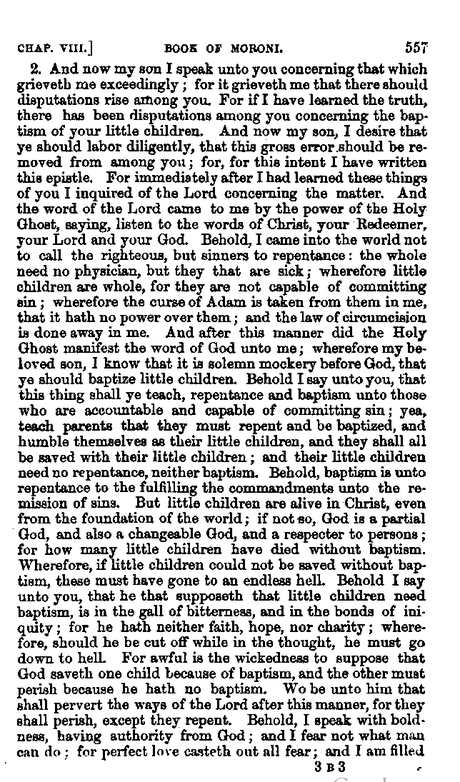 CHAP. VIII.] BOOK OF MORONI. 557
2. And now my son I speak unto you concerning that which
grieveth me exceedingly; for it grieveth me that there should
disputations rise among you. For if I have learned the truth,
there has been disputations among you concerning the bap-
tism of your little children. And now my son, I desire that
ye should labor diligently, that this gross error should be re-
moved from among you; for, for this intent I have written
this epistle. For immediately after I had learned these things
of you I inquired of the Lord concerning the matter. And
the word of the Lord came to me by the power of the Holy
Ghost, saying, listen to the words of Christ, your Redeemer,
your Lord and your God. Behold, I came into the world not
to call the righteous, but sinners to repentance: the whole
need no physician, but they that are sick; wherefore little
children are whole, for they are not capable of committing
sin; wherefore the curse of Adam is taken from them in me,
that it hath no power over them; and the law of circumcision
is done away in me. And after this manner did the Holy
Ghost manifest the word of God unto me; wherefore my be-
loved son, I know that it is solemn mockery before God, that
ye should baptize little children. Behold I say unto you, that
this thing shall ye teach, repentance and baptism unto those
who are accountable and capable of committing sin; yea,
teach parents that they must repent and be baptized, and
humble themselves as their little children, and they shall all
be saved with their little children; and their little children
need no repentance, neither baptism. Behold, baptism is unto
repentance to the fulfilling the commandments unto the re-
mission of sins. But little children are alive in Christ, even
from the foundation of the world; if not so, God is a partial
God, and also a changeable God, and a respecter to persons;
for how many little children have died without baptism.
Wherefore, if little children could not be saved without bap-
tism, these must have gone to an endless hell. Behold I say
unto you, that he that supposeth that little children need
baptism, is in the gall of bitterness, and in the bonds of ini-
quity; for he hath neither faith, hope, nor charity; where-
fore, should he be cut off while in the thought, he must go
down to hell. For awful is the wickedness to suppose that
God saveth one child because of baptism, and the other must
perish because he hath no baptism. Wo be unto him that
shall pervert the ways of the Lord after this manner, for they
shall perish, except they repent. Behold, I speak with bold-
ness, having authority from God; and I fear not what man
can do; for perfect love casteth out all fear; and I am filled
3 B 3